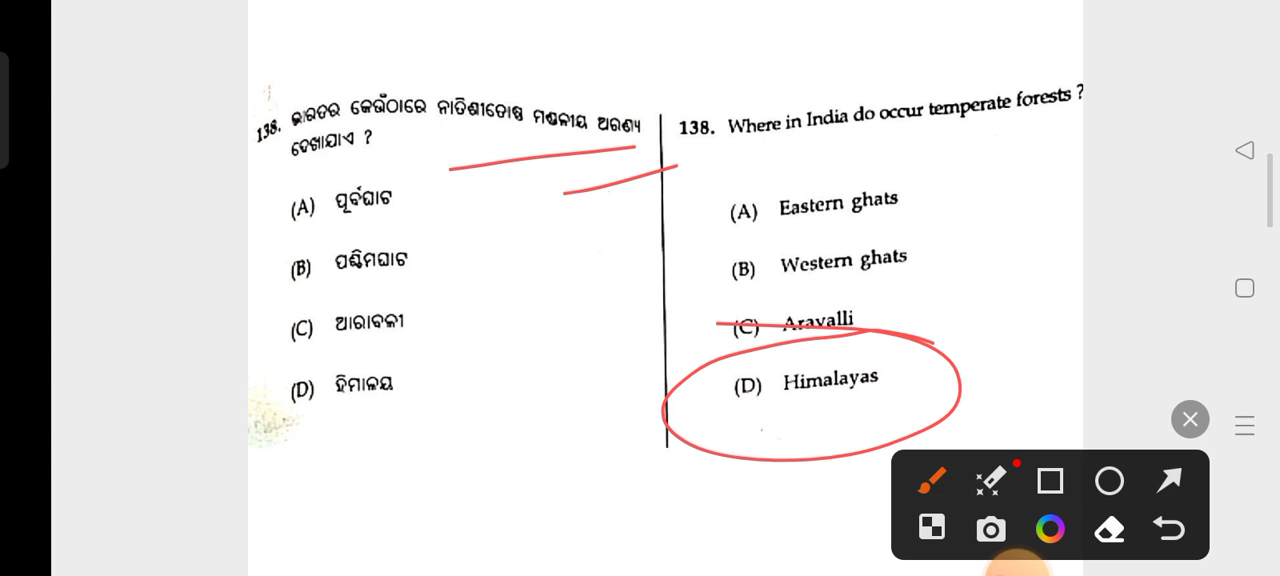 138. ଭାରତର କେଉଁଠାରେ ନାତିଶୀତୋଷ୍ଣ ମଣ୍ଡଳୀୟ ଅରଣ୍ୟ
ଦେଖାଯାଏ ?
(A) ପୂର୍ବଘାଟ
(B) ପଶ୍ଚିମଘାଟ
(C) ଆରାବଳୀ
(D) ହିମାଳୟ
138. Where in India do occur temperate forests ?
(A) Eastern ghats
(B) Western ghats
(C) Aravalli
(D) Himalayas